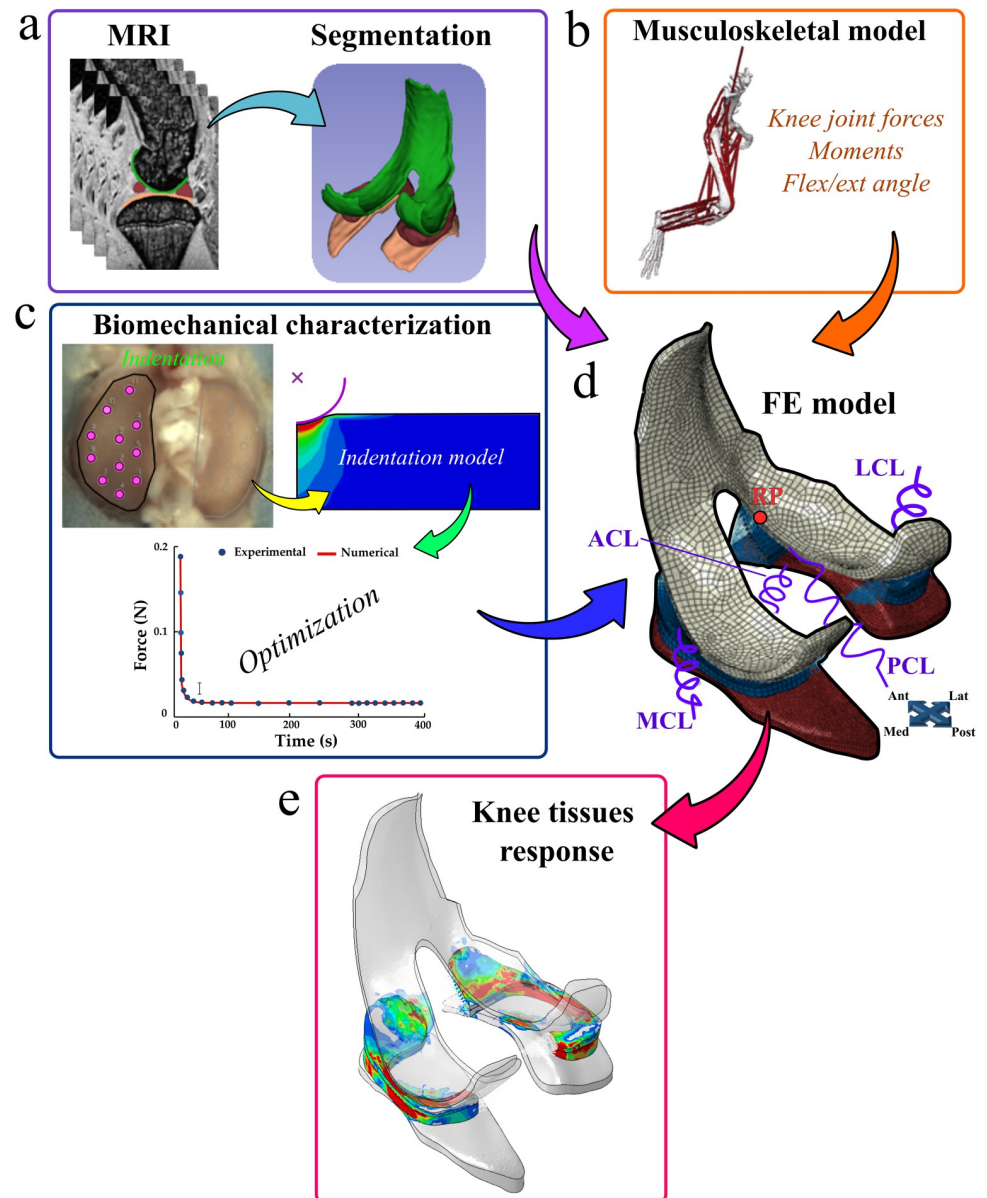 a
MRI
Segmentation
b
Musculoskeletal model
Knee joint forces
Moments
Flex/ext angle
c
Biomechanical characterization
Indentation
Indentation model
Experimental
Numerical
Optimization
Force (N)
0.2
0.1
0
0
100
200
300
400
Time (s)
d
FE model
LCL
RP
ACL
PCL
MCL
Ant
Lat
Med
Post
e
Knee tissues
response